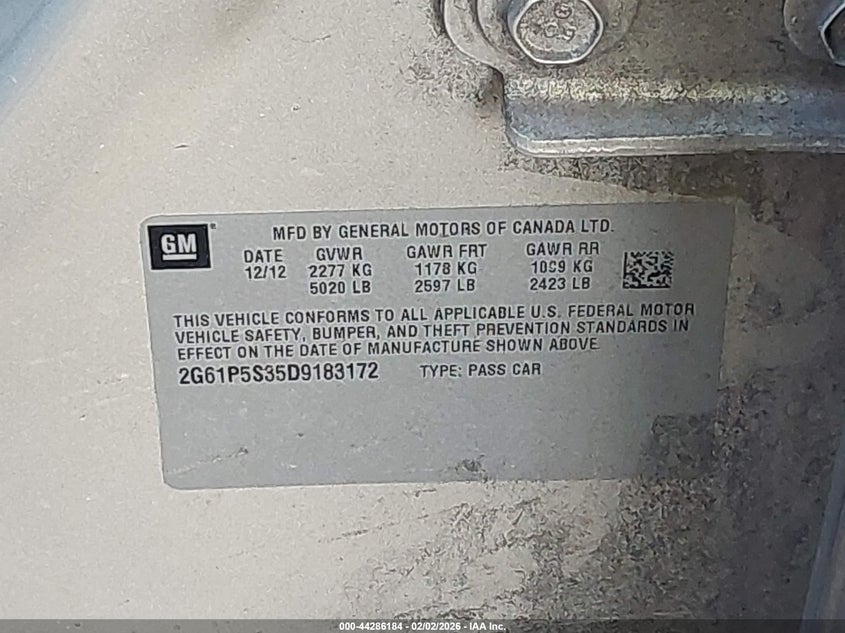 GM
MFD BY GENERAL MOTORS OF CANADA LTD.
DATE GVWR GAWR FRT GAWR RR
12/12 2277 KG 1178 KG 1099 KG
5020 LB 2597 LB 2423 LB
THIS VEHICLE CONFORMS TO ALL APPLICABLE U.S. FEDERAL MOTOR
VEHICLE SAFETY, BUMPER, AND THEFT PREVENTION STANDARDS IN
EFFECT ON THE DATE OF MANUFACTURE SHOWN ABOVE.
2G61P5S35D9183172 TYPE: PASS CAR
000-44286184 - 02/02/2026 - IAA Inc.